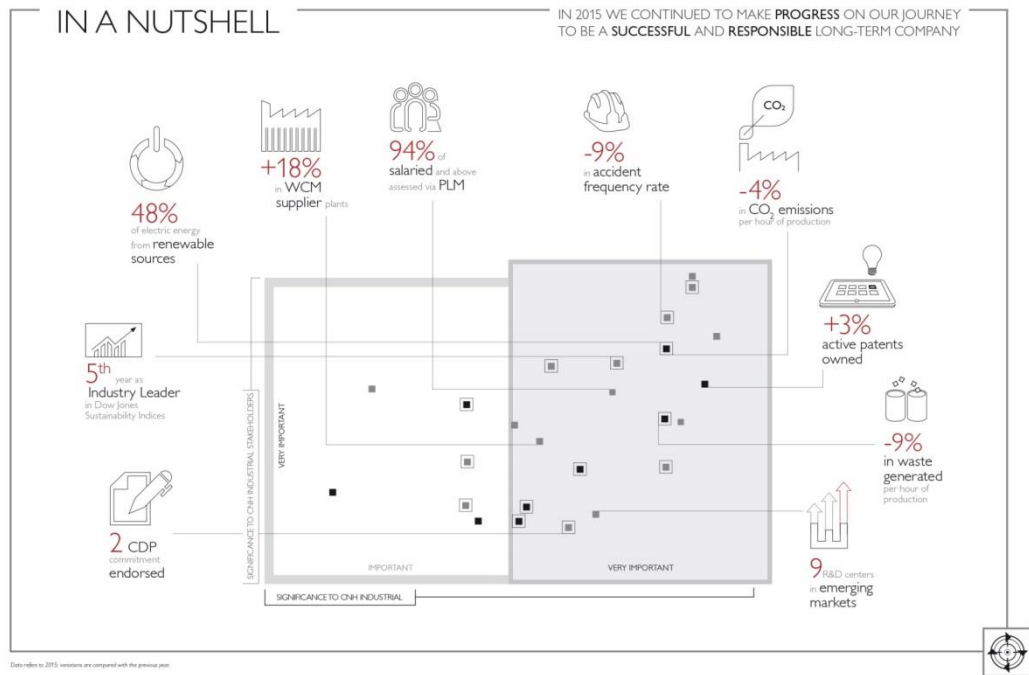 IN A NUTSHELL
IN 2015 WE CONTINUED TO MAKE PROGRESS ON OUR JOURNEY
TO BE A SUCCESSFUL AND RESPONSIBLE LONG-TERM COMPANY
48%
of electric energy
from renewable
sources
+18%
in WCM
supplier plants
94% of
salaried and above
assessed via PLM
-9%
in accident
frequency rate
CO₂
-4%
in CO₂ emissions
per hour of production
+3%
active patents
owned
5th year as
Industry Leader
in Dow Jones
Sustainability Indices
-9%
in waste
generated
per hour of
production
2 CDP
commitment
endorsed
9 R&D centers
in emerging
markets
SIGNIFICANCE TO CNH INDUSTRIAL STAKEHOLDERS
VERY IMPORTANT
IMPORTANT
VERY IMPORTANT
SIGNIFICANCE TO CNH INDUSTRIAL
Data refers to 2015; variations are compared with the previous year.